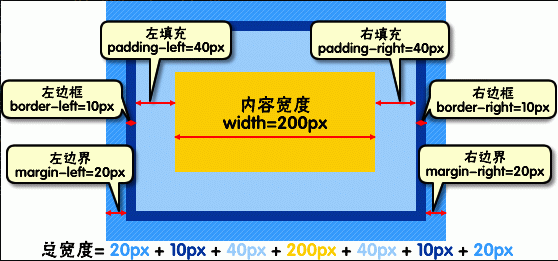 左填充
padding-left=40px
右填充
padding-right=40px
左边框
border-left=10px
内容宽度
width=200px
右边框
border-right=10px
左边界
margin-left=20px
右边界
margin-right=20px
总宽度= 20px + 10px + 40px + 200px + 40px + 10px + 20px